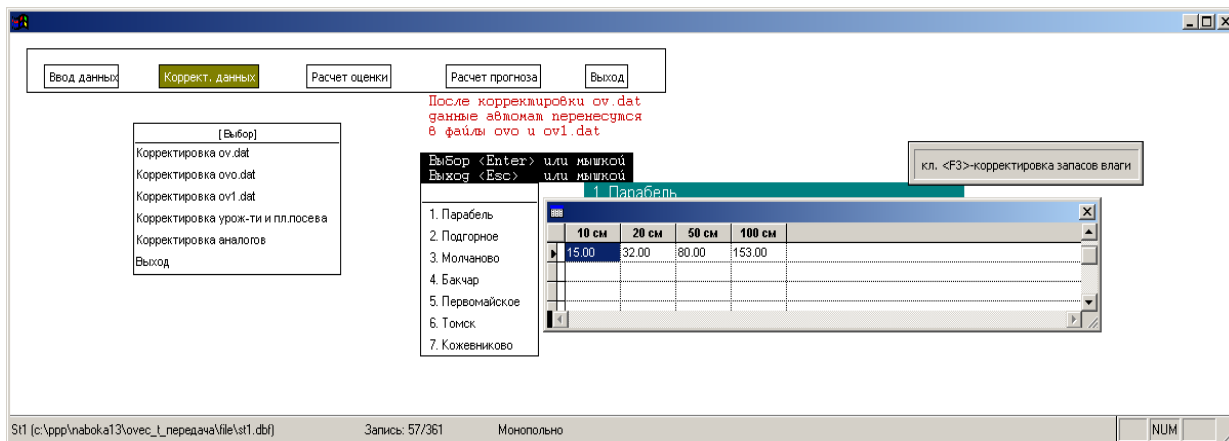 Ввод данных
Коррект. данных
Расчет оценки
Расчет прогноза
Выход
После корректировки ov.dat
данные автомат перенесутся
в файлы ovo и ov1.dat
[ Выбор]
Корректировка ov.dat
Корректировка ovo.dat
Корректировка ov1.dat
Корректировка урож-ти и пл.посева
Корректировка аналогов
Выход
Выбор <Enter> или мышкой
Выход <Esc> или мышкой
кл. <F3>-корректировка запасов влаги
1. Парабель
2. Подгорное
3. Молчаново
4. Бакчар
5. Первомайское
6. Томск
7. Кожевниково
1 Парабель
10 см 20 см 50 см 100 см
15.00 32.00 80.00 153.00
St1 (c:\ppp\naboka13\ovec_t_передача\file\st1.dbf) Запись: 57/361 Монопольно NUM